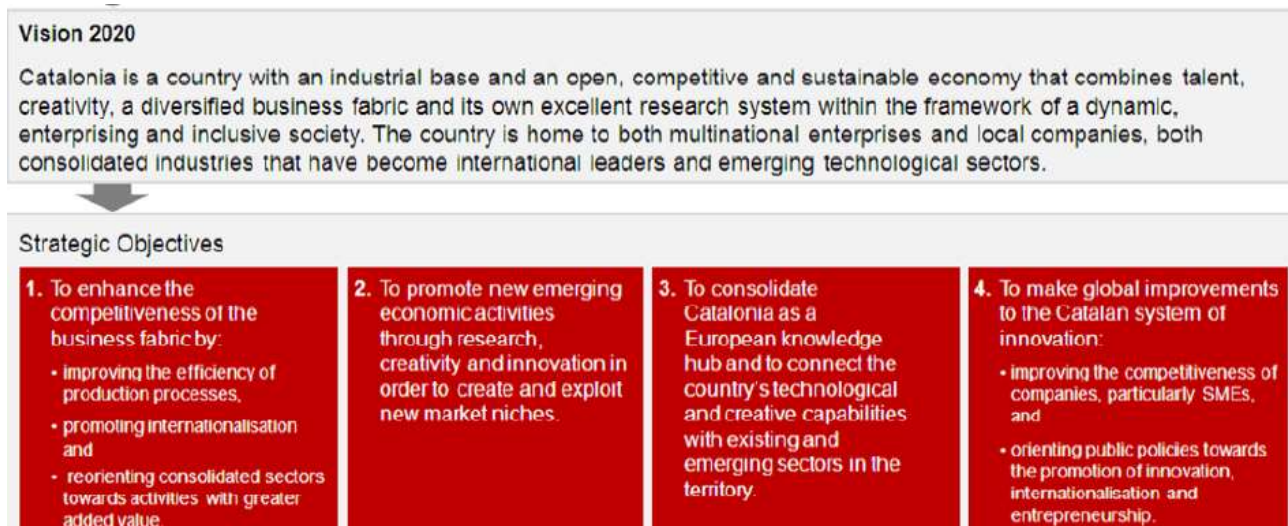 Vision 2020
Catalonia is a country with an industrial base and an open, competitive and sustainable economy that combines talent,
creativity, a diversified business fabric and its own excellent research system within the framework of a dynamic,
enterprising and inclusive society. The country is home to both multinational enterprises and local companies, both
consolidated industries that have become international leaders and emerging technological sectors.
Strategic Objectives
1. To enhance the
competitiveness of the
business fabric by:
• improving the efficiency of
production processes,
• promoting internationalisation
and
• reorienting consolidated sectors
towards activities with greater
added value.
2. To promote new emerging
economic activities
through research,
creativity and innovation in
order to create and exploit
new market niches.
3. To consolidate
Catalonia as a
European knowledge
hub and to connect the
country's technological
and creative capabilities
with existing and
emerging sectors in the
territory.
4. To make global improvements
to the Catalan system of
innovation:
• improving the competitiveness of
companies, particularly SMEs,
and
• orienting public policies towards
the promotion of innovation,
internationalisation and
entrepreneurship.